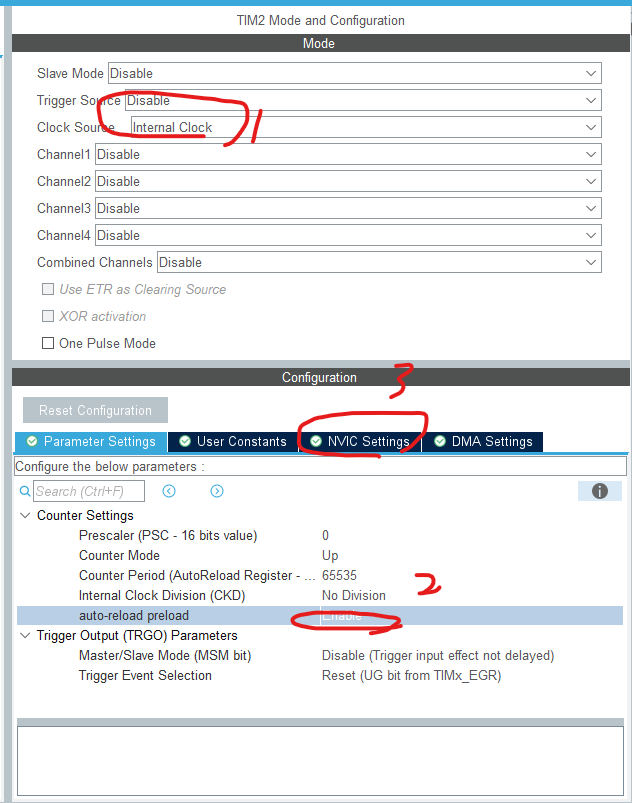 TIM2 Mode and Configuration
Mode
Slave Mode Disable
Trigger Source Disable
Clock Source Internal Clock
1
Channel1 Disable
Channel2 Disable
Channel3 Disable
Channel4 Disable
Combined Channels Disable
Use ETR as Clearing Source
XOR activation
One Pulse Mode
Configuration
3
Reset Configuration
Parameter Settings User Constants NVIC Settings DMA Settings
Configure the below parameters :
Search (Ctrl+F)
Counter Settings
Prescaler (PSC - 16 bits value) 0
Counter Mode Up
Counter Period (AutoReload Register - ... 65535
2
Internal Clock Division (CKD) No Division
auto-reload preload Enable
Trigger Output (TRGO) Parameters
Master/Slave Mode (MSM bit) Disable (Trigger input effect not delayed)
Trigger Event Selection Reset (UG bit from TIMx_EGR)